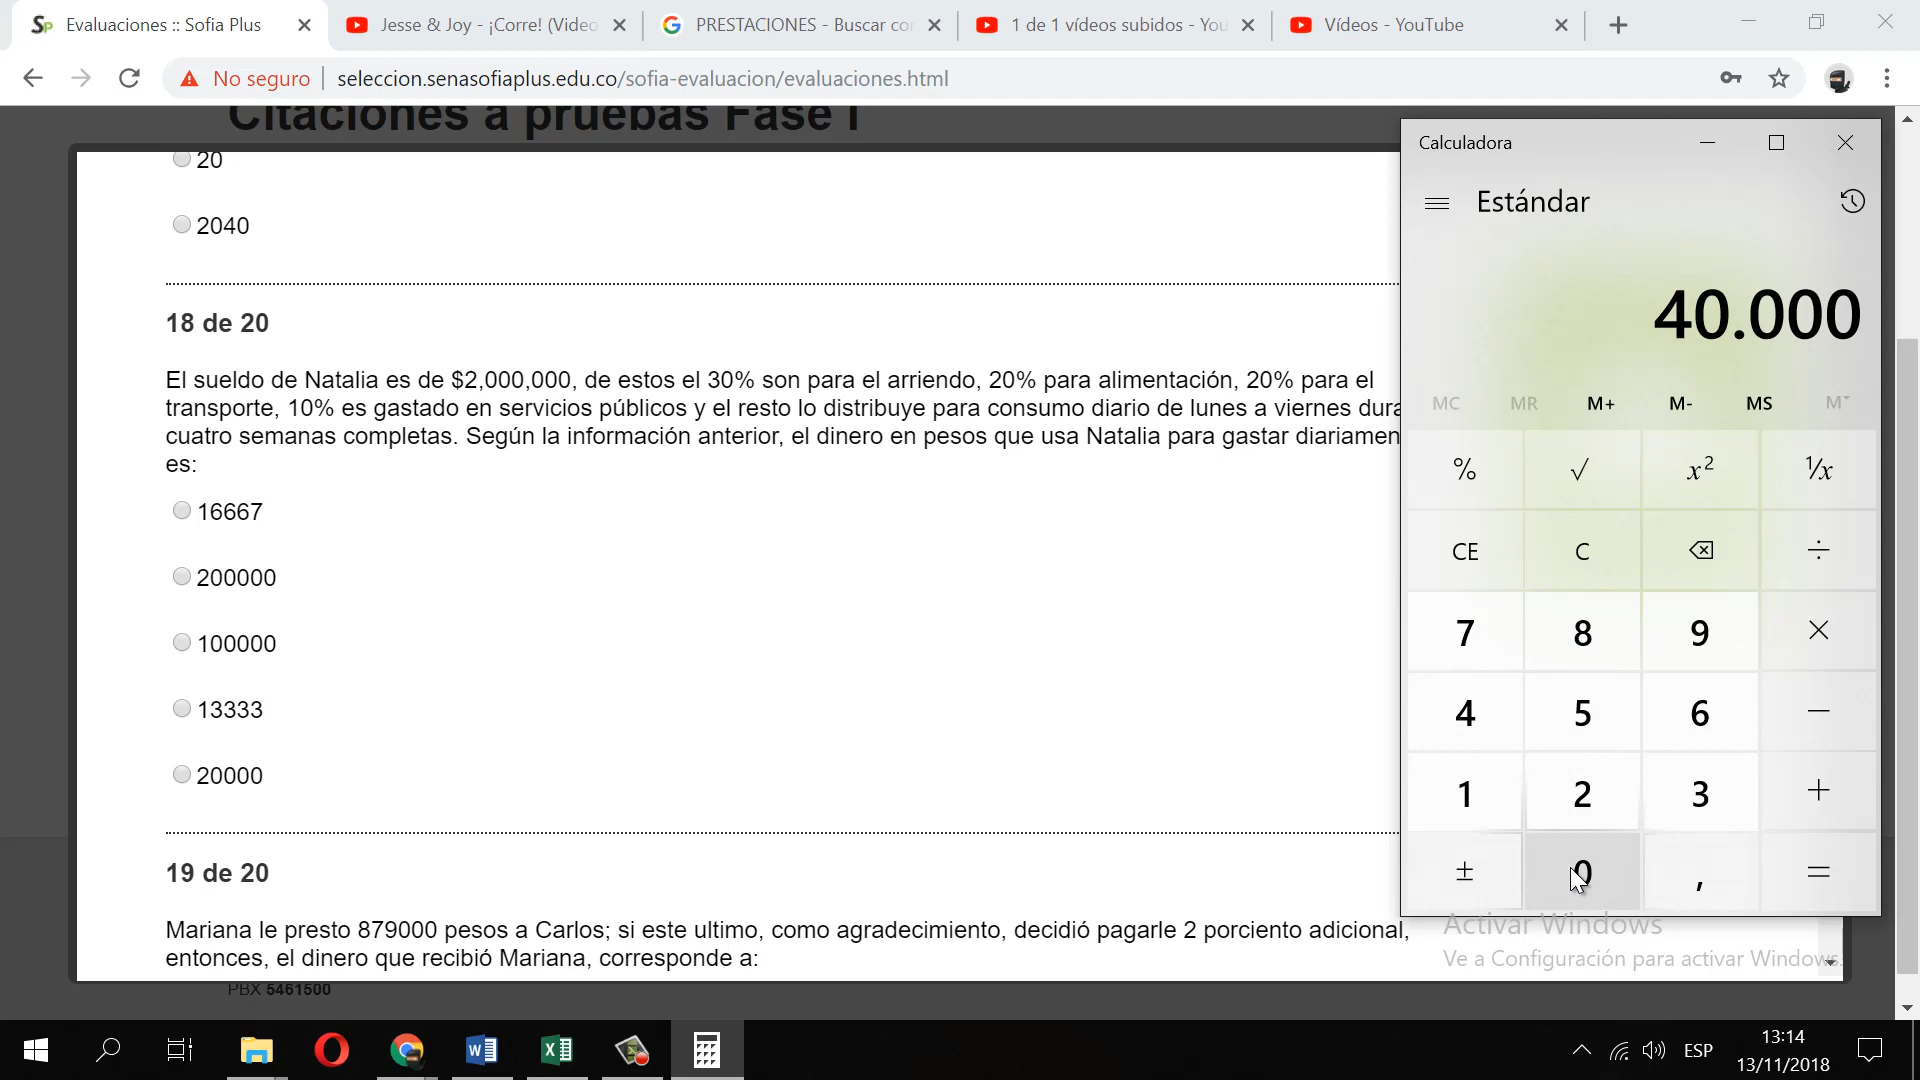 Evaluaciones :: Sofia Plus
Jesse & Joy - ¡Corre! (Video
PRESTACIONES - Buscar co
1 de 1 vídeos subidos - You
Vídeos - YouTube
No seguro
seleccion.senasofiaplus.edu.co/sofia-evaluacion/evaluaciones.html
Citaciones a pruebas Fase I
20
2040
18 de 20
El sueldo de Natalia es de $2,000,000, de estos el 30% son para el arriendo, 20% para alimentación, 20% para el
transporte, 10% es gastado en servicios públicos y el resto lo distribuye para consumo diario de lunes a viernes dura
cuatro semanas completas. Según la información anterior, el dinero en pesos que usa Natalia para gastar diariamen
es:
16667
200000
100000
13333
20000
19 de 20
Mariana le presto 879000 pesos a Carlos; si este ultimo, como agradecimiento, decidió pagarle 2 porciento adicional,
entonces, el dinero que recibió Mariana, corresponde a:
PBX 5461500
Calculadora
Estándar
40.000
MC MR M+ M- MS M
% √ x² ¹/x
CE C ÷
7 8 9 ×
4 5 6 −
1 2 3 +
± 0 , =
Activar Windows
Ve a Configuración para activar Windows.
ESP
13:14
13/11/2018